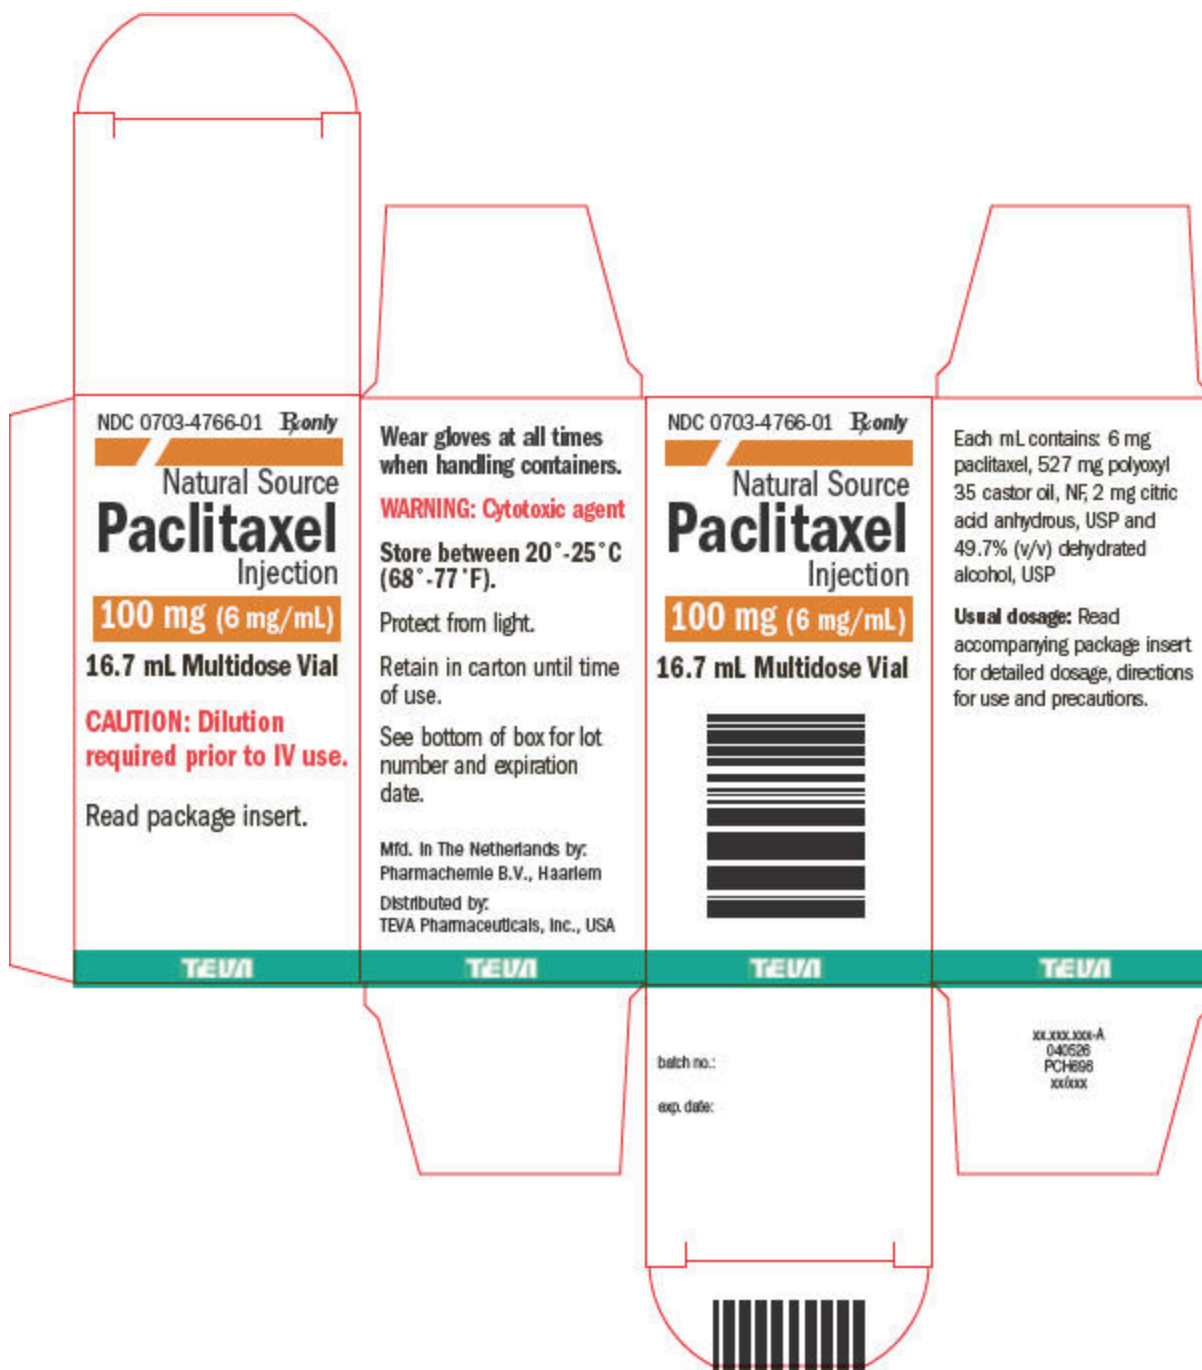 NDC 0703-4766-01 ℞only
Natural Source
Paclitaxel
Injection
100 mg (6 mg/mL)
16.7 mL Multidose Vial
CAUTION: Dilution
required prior to IV use.
Read package insert.
TEVA
Wear gloves at all times
when handling containers.
WARNING: Cytotoxic agent
Store between 20°-25°C
(68°-77°F).
Protect from light.
Retain in carton until time
of use.
See bottom of box for lot
number and expiration
date.
Mfd. in The Netherlands by:
Pharmachemie B.V., Haarlem
Distributed by:
TEVA Pharmaceuticals, Inc., USA
TEVA
NDC 0703-4766-01 ℞only
Natural Source
Paclitaxel
Injection
100 mg (6 mg/mL)
16.7 mL Multidose Vial
TEVA
batch no.:
exp. date:
Each mL contains: 6 mg
paclitaxel, 527 mg polyoxyl
35 castor oil, NF, 2 mg citric
acid anhydrous, USP and
49.7% (v/v) dehydrated
alcohol, USP
Usual dosage: Read
accompanying package insert
for detailed dosage, directions
for use and precautions.
TEVA
xx.xxx.xxx-A
040526
PCH696
xx/xxx